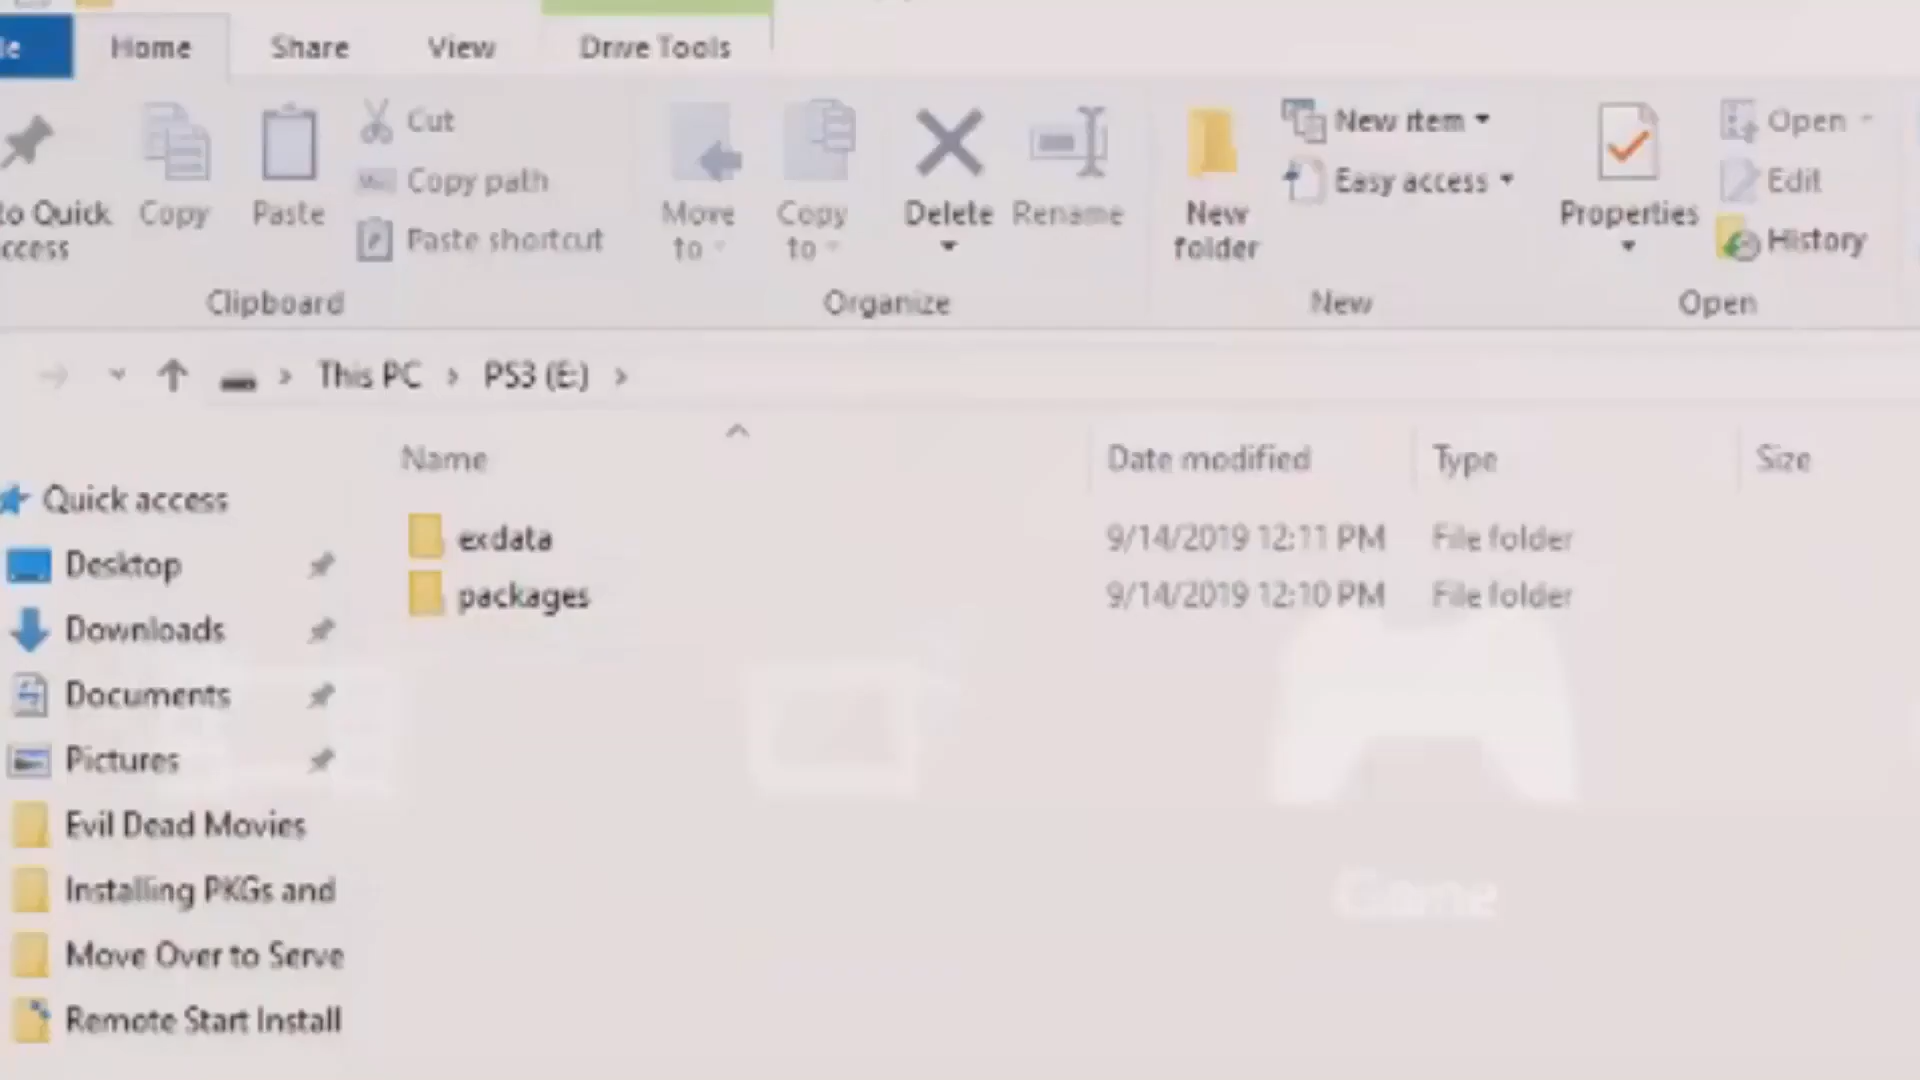 le Home Share View Drive Tools
to Quick
ccess
Copy
Paste
Cut
Copy path
Paste shortcut
Clipboard
Move
to
Copy
to
Delete
Rename
Organize
New
folder
New item
Easy access
New
Properties
Open
Edit
History
Open
This PC > PS3 (E:) >
Name Date modified Type Size
exdata 9/14/2019 12:11 PM File folder
packages 9/14/2019 12:10 PM File folder
Quick access
Desktop
Downloads
Documents
Pictures
Evil Dead Movies
Installing PKGs and
Move Over to Serve
Remote Start Install
Game